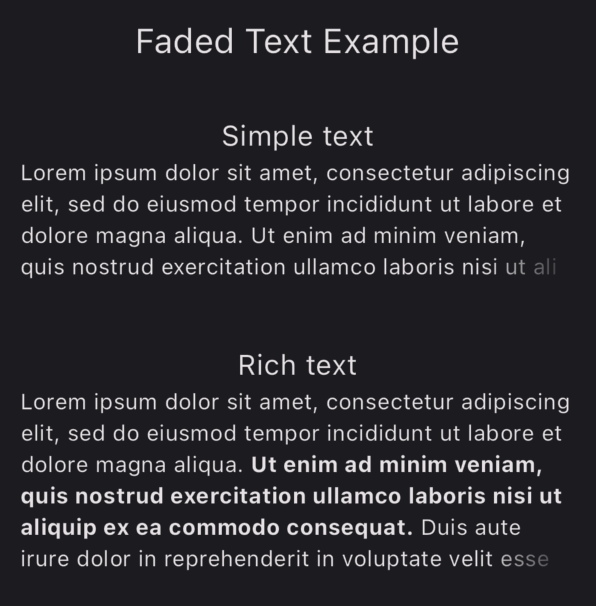 Faded Text Example
Simple text
Lorem ipsum dolor sit amet, consectetur adipiscing
elit, sed do eiusmod tempor incididunt ut labore et
dolore magna aliqua. Ut enim ad minim veniam,
quis nostrud exercitation ullamco laboris nisi ut ali
Rich text
Lorem ipsum dolor sit amet, consectetur adipiscing
elit, sed do eiusmod tempor incididunt ut labore et
dolore magna aliqua. Ut enim ad minim veniam,
quis nostrud exercitation ullamco laboris nisi ut
aliquip ex ea commodo consequat. Duis aute
irure dolor in reprehenderit in voluptate velit esse